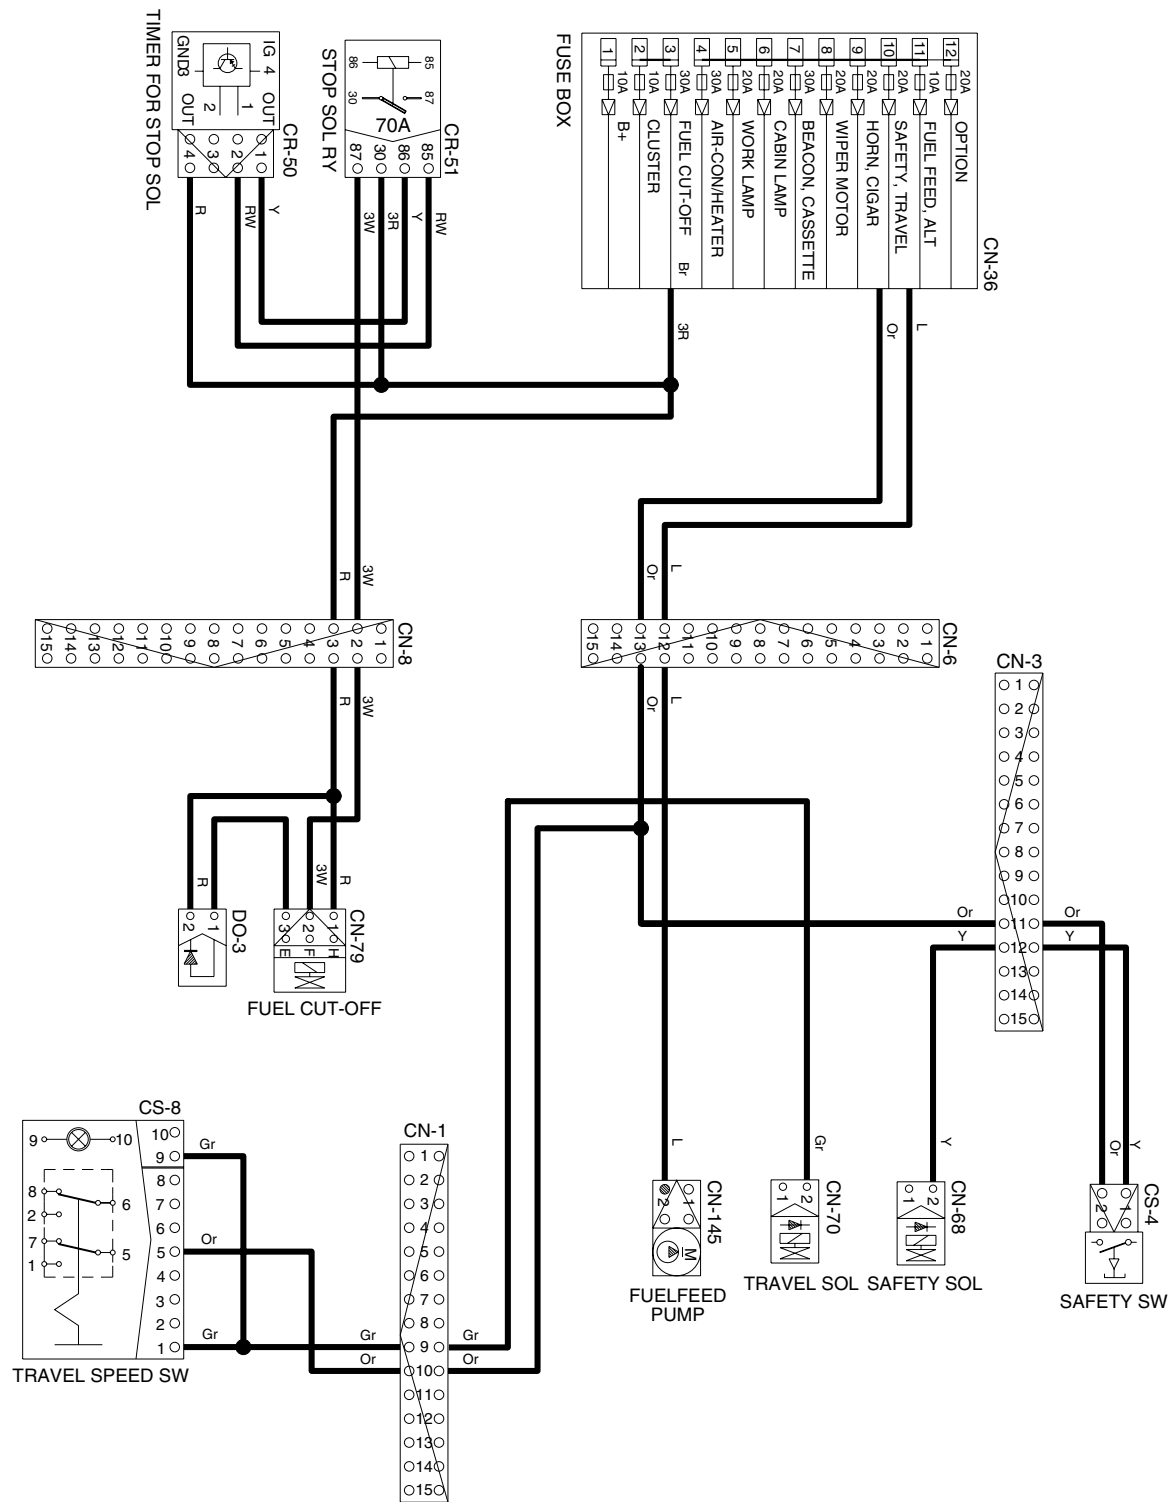 TIMER FOR STOP SOL
GND3
IG 4
OUT
2
OUT
1
CR-50
4
3
2
1
R
RW
Y
STOP SOL RY
86
85
30
87
70A
CR-51
87
30
86
85
3W
3R
Y
RW
FUSE BOX
CN-36
1
10A
B+
2
10A
CLUSTER
3
30A
FUEL CUT-OFF
Br
4
30A
AIR-CON/HEATER
5
20A
WORK LAMP
6
20A
CABIN LAMP
7
30A
BEACON, CASSETTE
8
20A
WIPER MOTOR
9
20A
HORN, CIGAR
10
20A
SAFETY, TRAVEL
11
10A
FUEL FEED, ALT
12
20A
OPTION
3R
Or
L
R
3W
CN-8
15
14
13
12
11
10
9
8
7
6
5
4
3
2
1
R
3W
Or
L
CN-6
15
14
13
12
11
10
9
8
7
6
5
4
3
2
1
Or
L
CN-3
1
2
3
4
5
6
7
8
9
10
11
12
13
14
15
Or
Y
Or
Y
R
DO-3
2
1
3W
R
CN-79
3
2
1
E
F
H
FUEL CUT-OFF
CS-8
9
10
8
2
7
1
6
5
10
9
8
7
6
5
4
3
2
1
Gr
Or
Gr
TRAVEL SPEED SW
CN-1
1
2
3
4
5
6
7
8
9
10
11
12
13
14
15
Gr
Or
Gr
Or
L
CN-145
2
1
M
FUELFEED
PUMP
Gr
CN-70
1
2
TRAVEL SOL
Y
CN-68
1
2
SAFETY SOL
Or
Y
CS-4
2
1
SAFETY SW